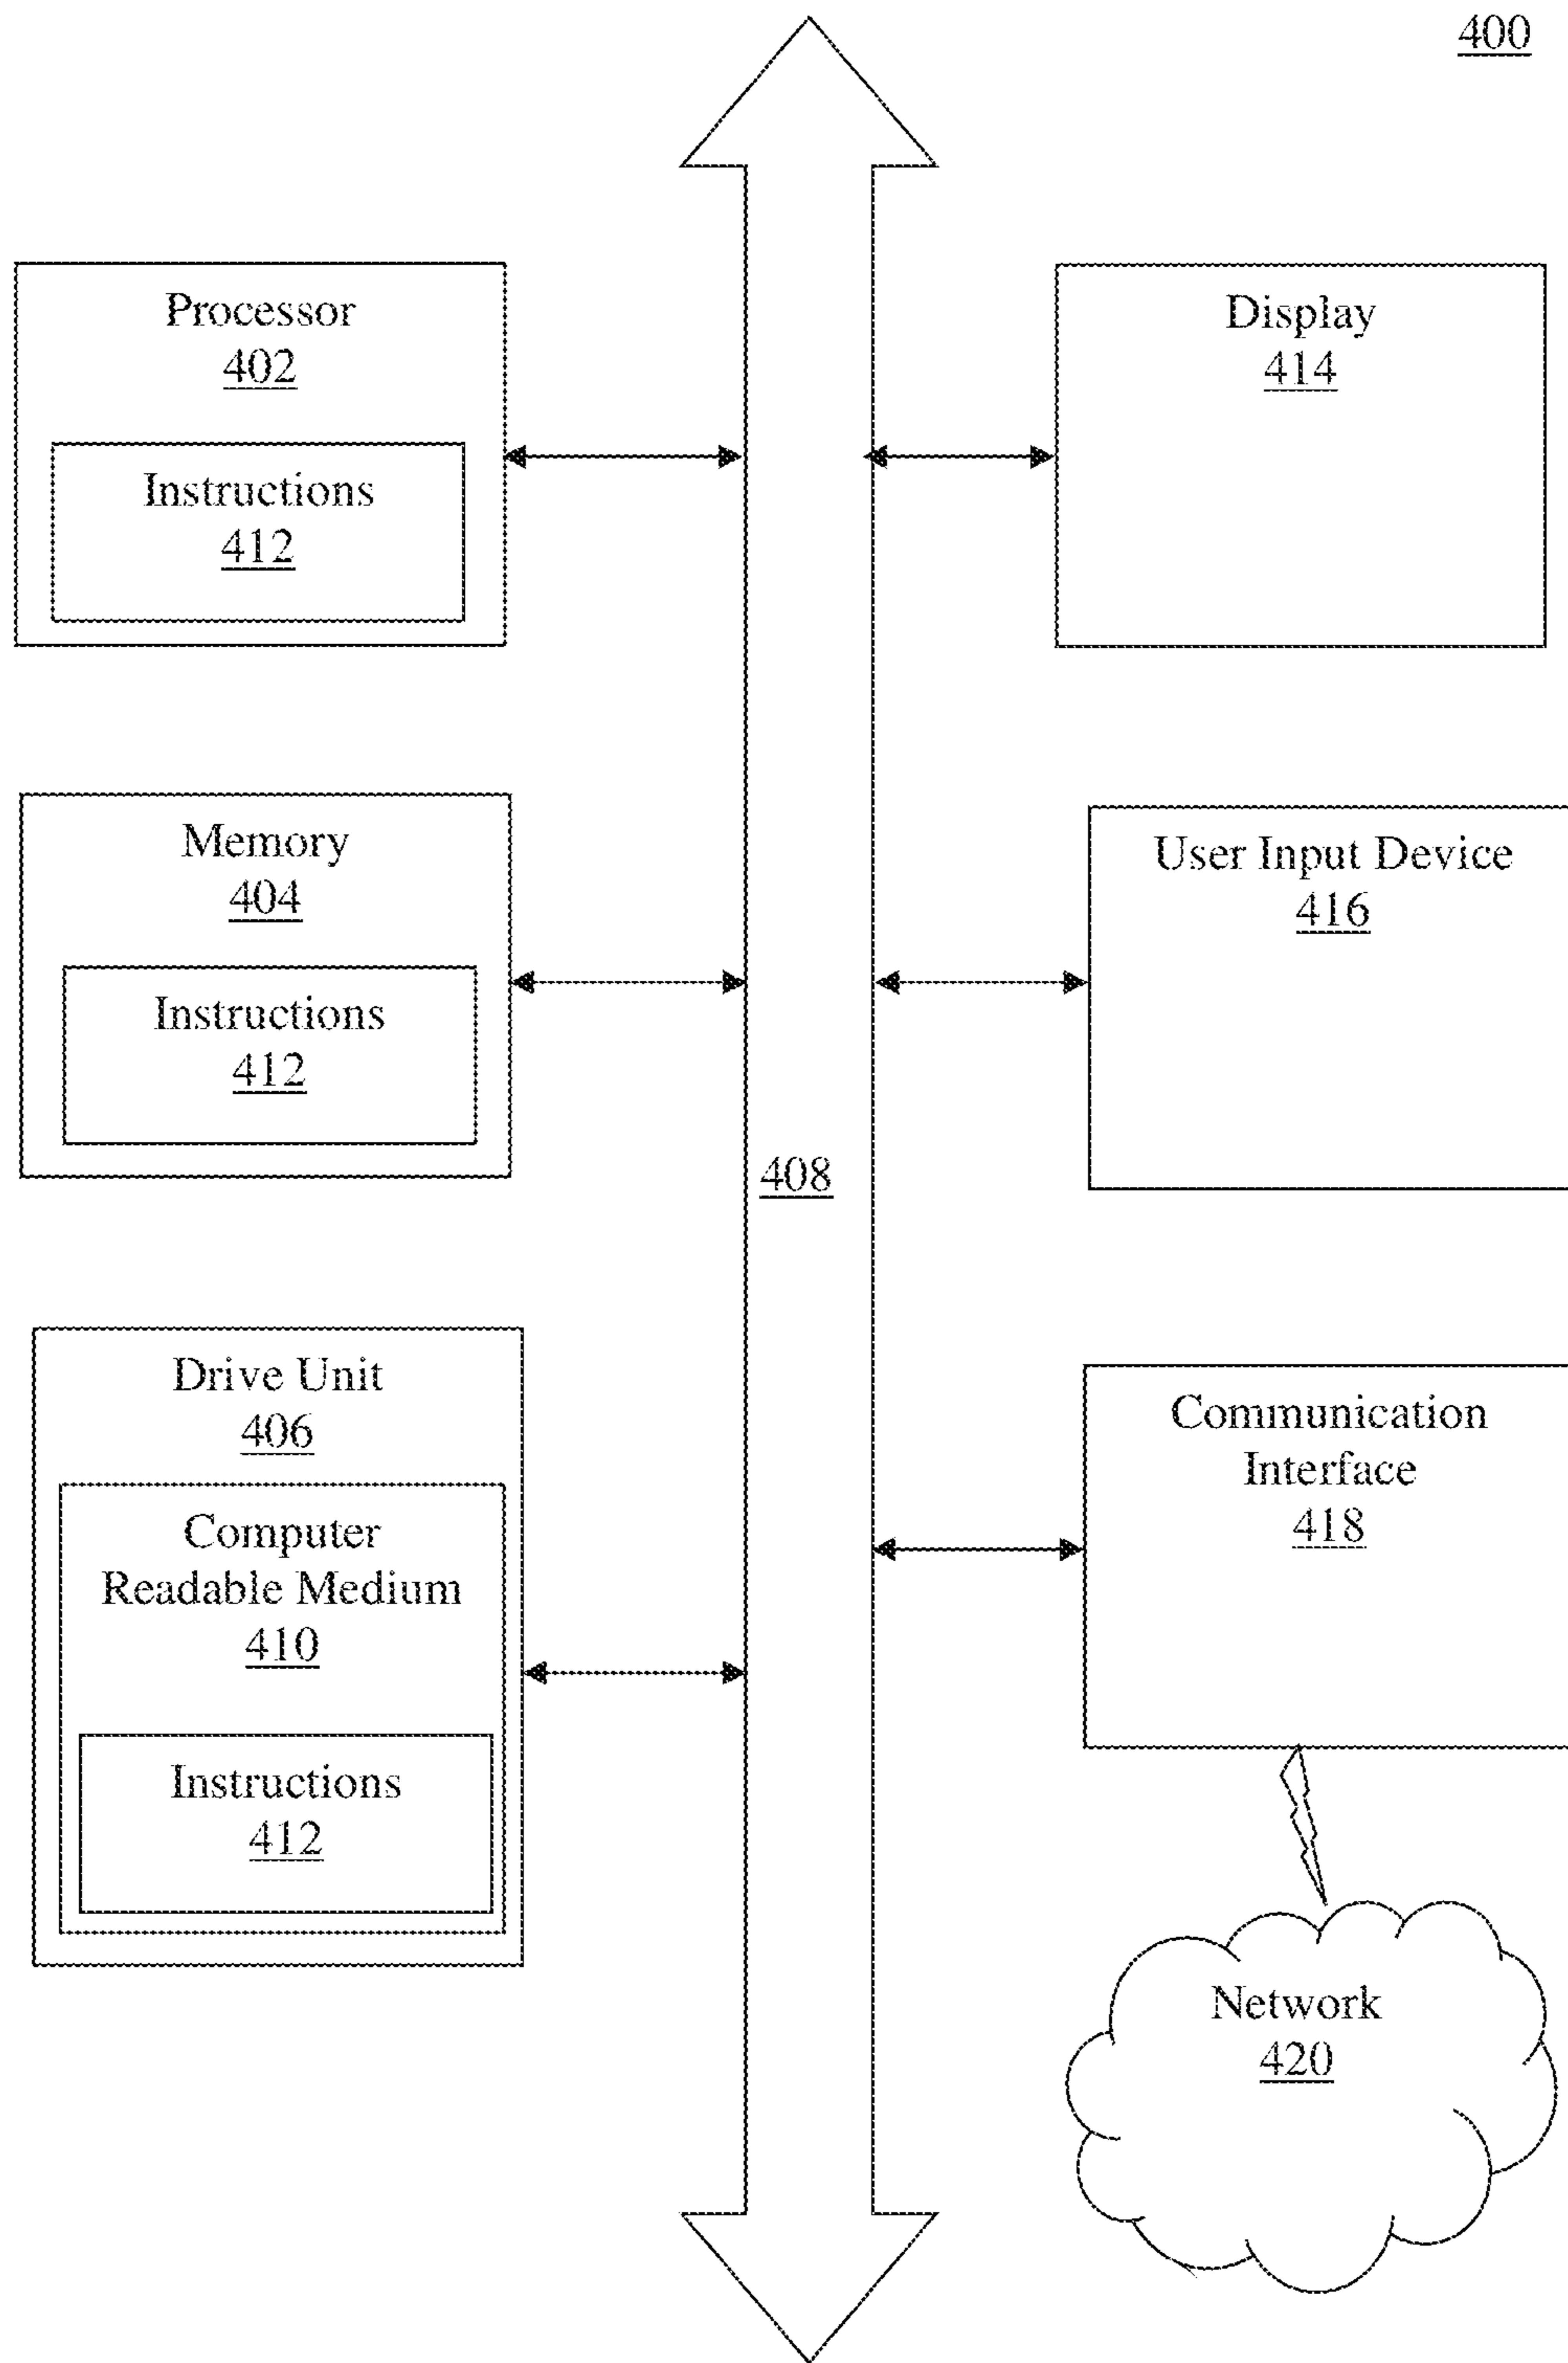 400
Processor
402
Instructions
412
Display
414
Memory
404
Instructions
412
User Input Device
416
408
Drive Unit
406
Computer
Readable Medium
410
Instructions
412
Communication
Interface
418
Network
420